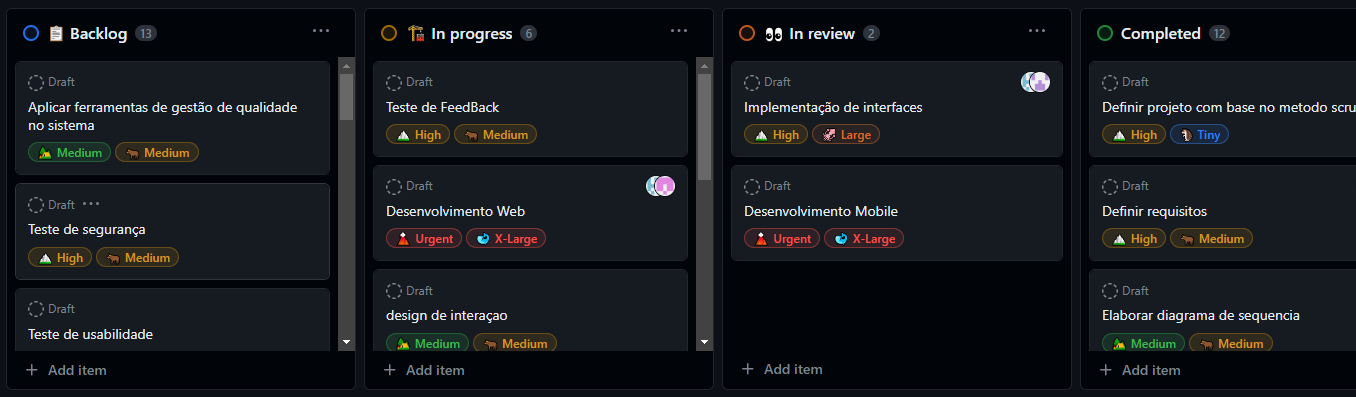 Backlog 13
Draft
Aplicar ferramentas de gestão de qualidade
no sistema
Medium Medium
Draft
Teste de segurança
High Medium
Draft
Teste de usabilidade
Add item
In progress 6
Draft
Teste de FeedBack
High Medium
Draft
Desenvolvimento Web
Urgent X-Large
Draft
design de interaçao
Medium Medium
Add item
In review 2
Draft
Implementação de interfaces
High Large
Draft
Desenvolvimento Mobile
Urgent X-Large
Add item
Completed 12
Draft
Definir projeto com base no metodo scru
High Tiny
Draft
Definir requisitos
High Medium
Draft
Elaborar diagrama de sequencia
Medium Medium
Add item